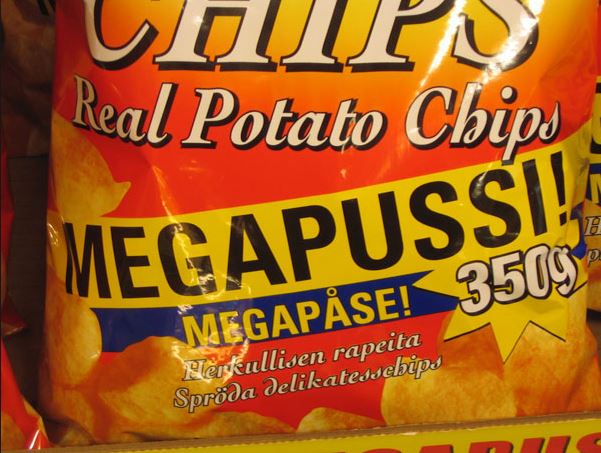 CHIPS
Real Potato Chips
MEGAPUSSI!
350g
MEGAPÅSE!
Herkullisen rapeita
Spröda delikatesschips